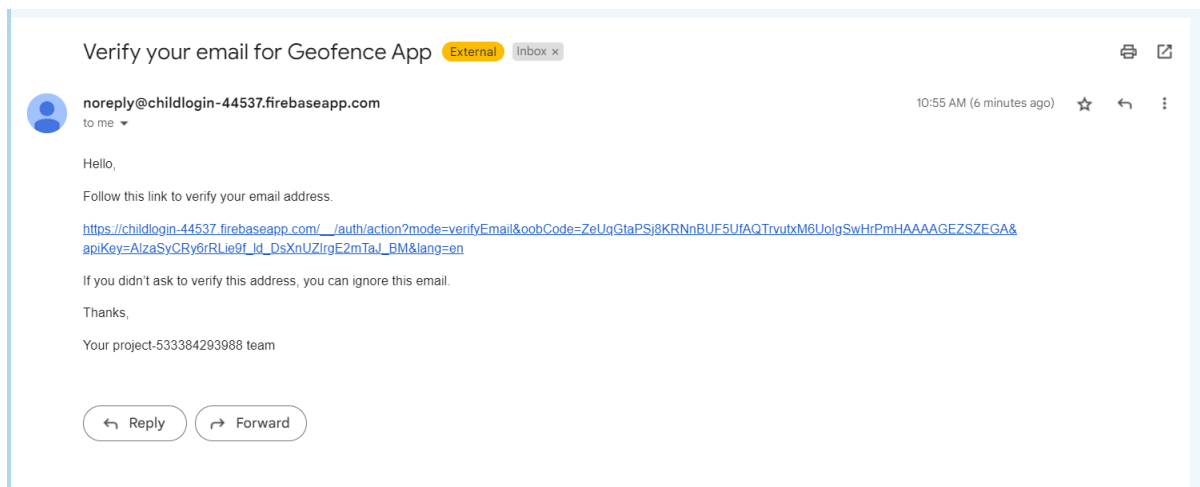 Verify your email for Geofence App External Inbox ×
noreply@childlogin-44537.firebaseapp.com 10:55 AM (6 minutes ago)
to me
Hello,
Follow this link to verify your email address.
https://childlogin-44537.firebaseapp.com/__/auth/action?mode=verifyEmail&oobCode=ZeUqGtaPSj8KRNnBUF5UfAQTrvutxM6UoIgSwHrPmHAAAAGEZSZEGA&
apiKey=AIzaSyCRy6rRLie9f_Id_DsXnUZIrgE2mTaJ_BM&lang=en
If you didn't ask to verify this address, you can ignore this email.
Thanks,
Your project-533384293988 team
Reply Forward